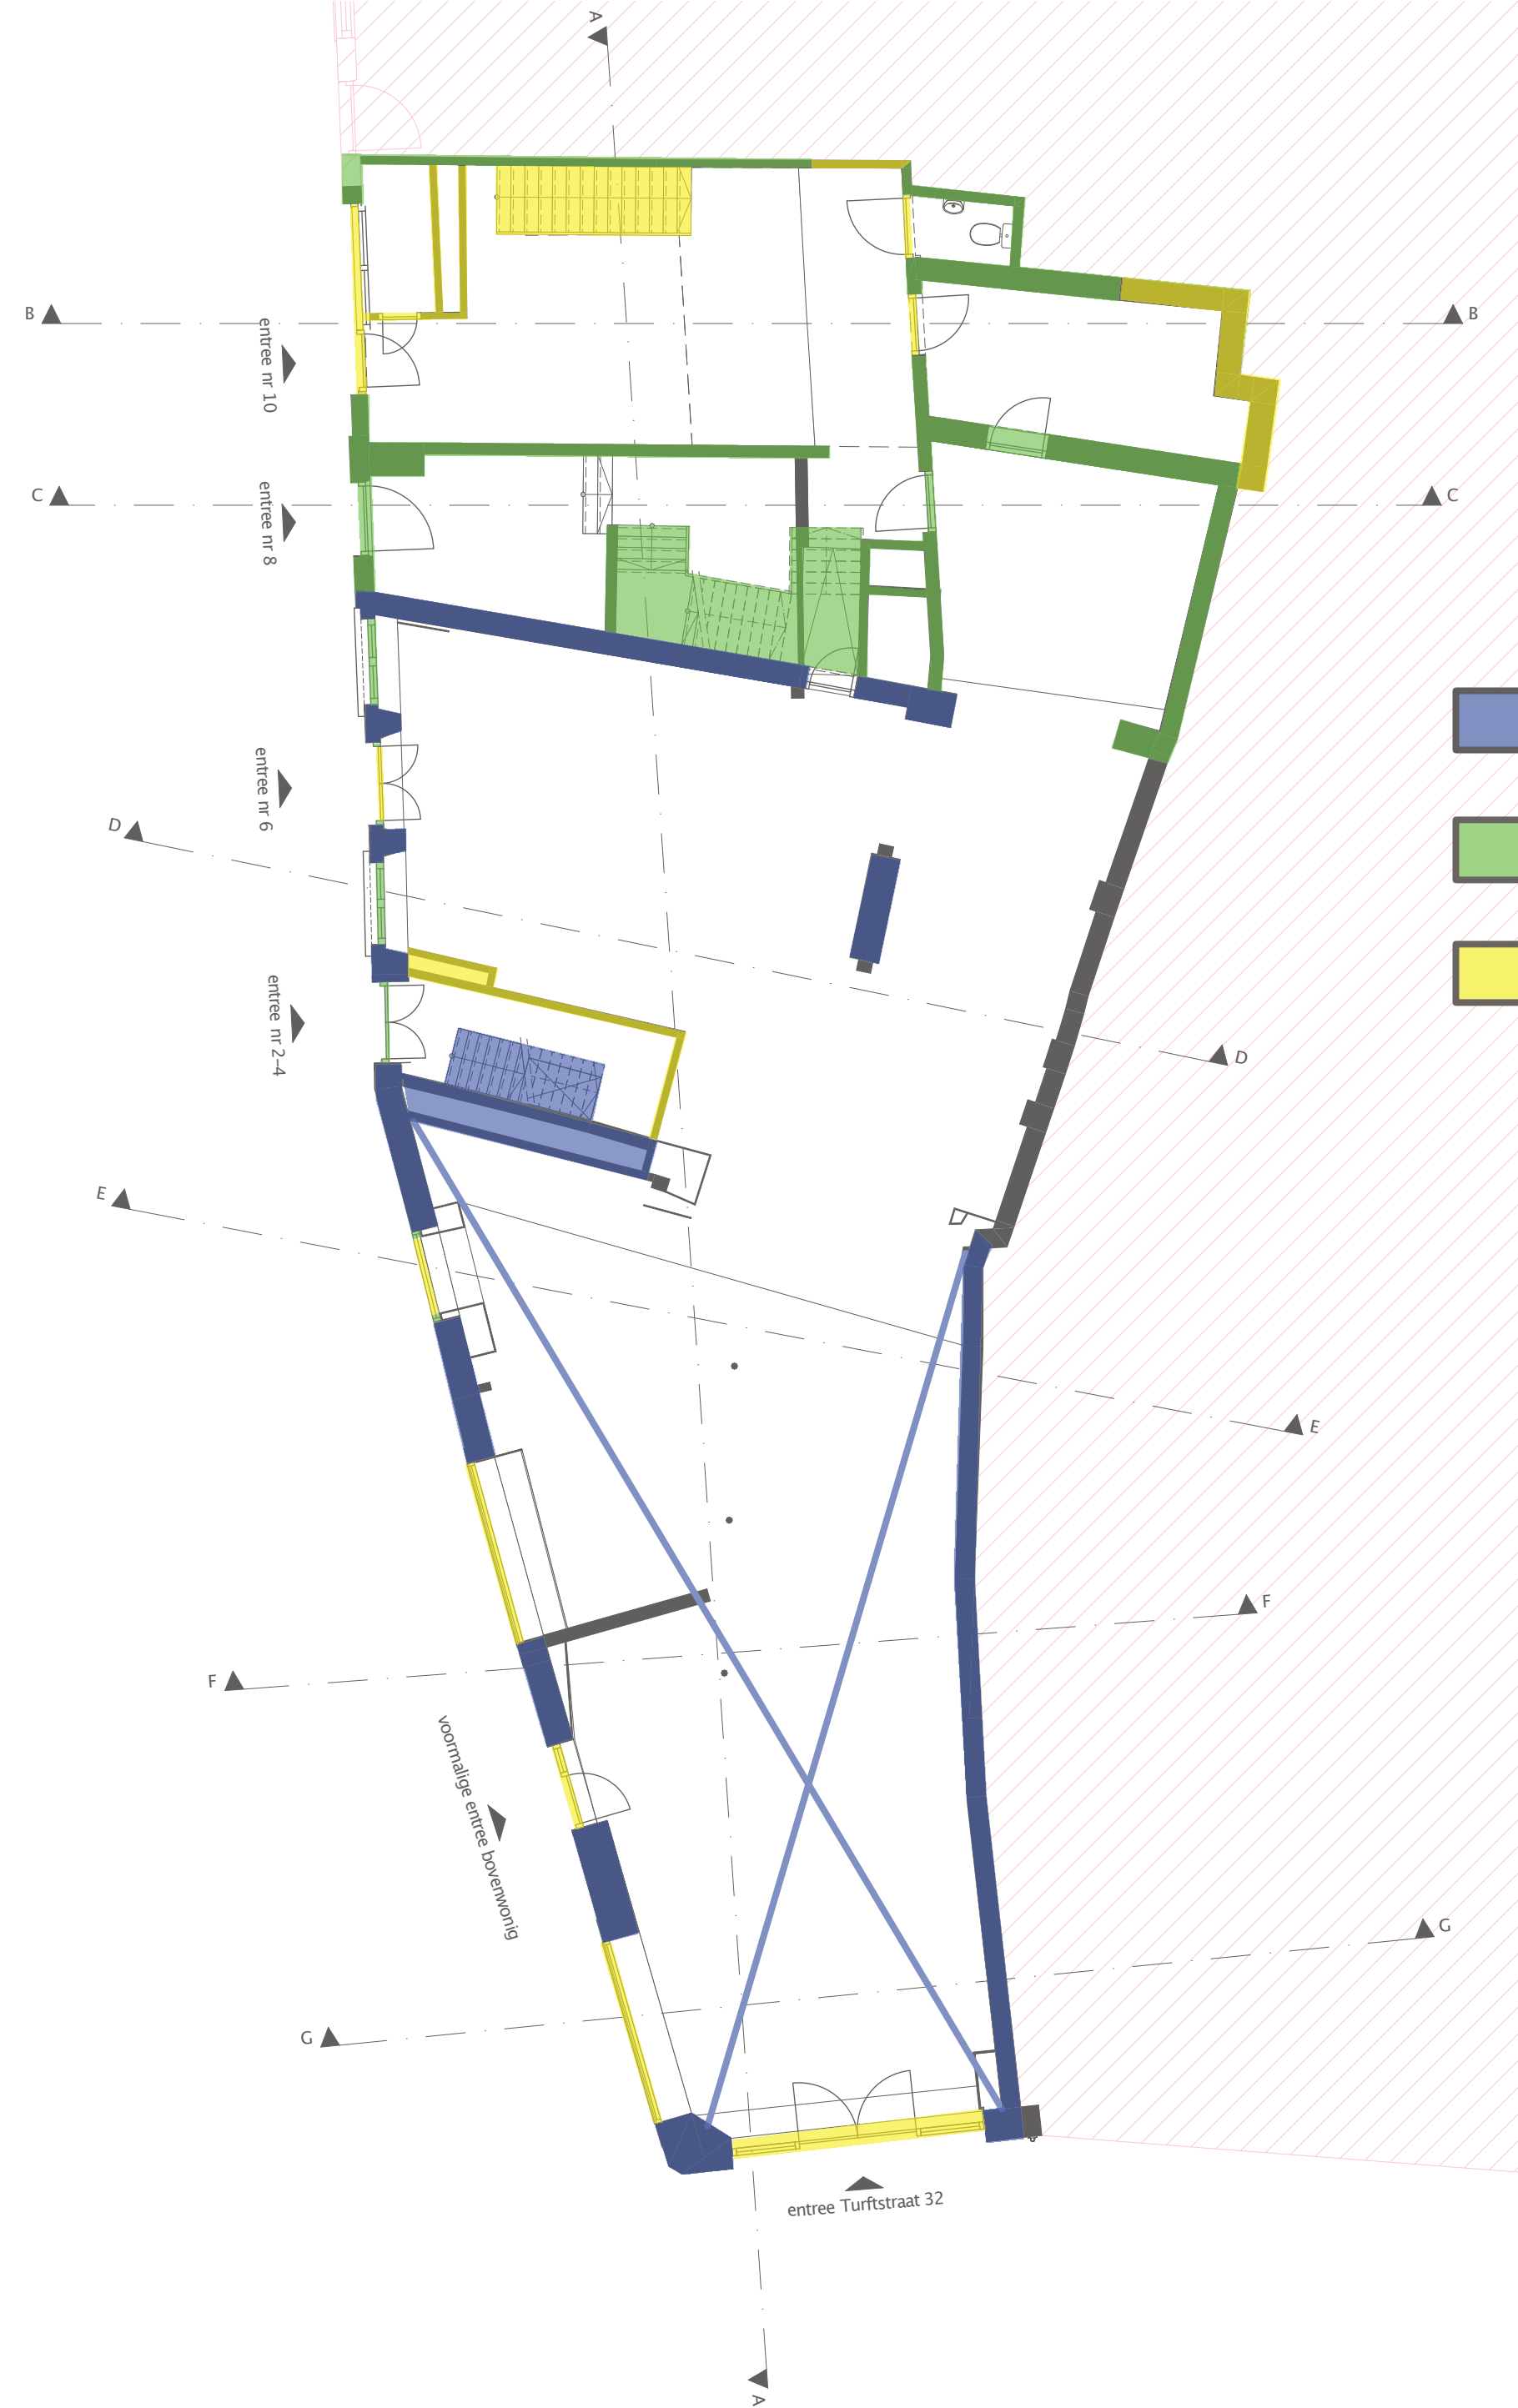 A
B
B
entree nr 10
C
C
entree nr 8
entree nr 6
D
D
entree nr 2-4
E
E
F
F
voormalige entree bovenwonig
G
G
entree Turftstraat 32
A